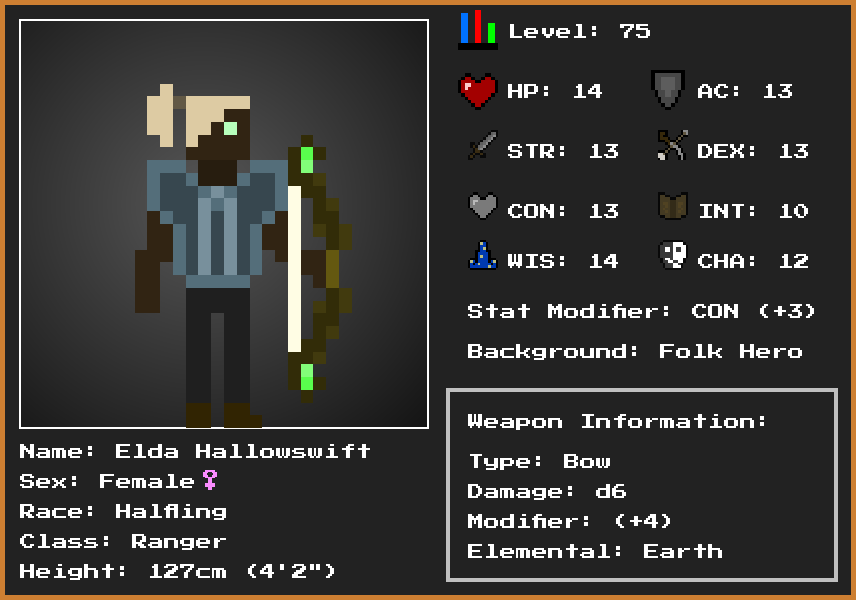 Level: 75
HP: 14 AC: 13
STR: 13 DEX: 13
CON: 13 INT: 10
WIS: 14 CHA: 12
Stat Modifier: CON (+3)
Background: Folk Hero
Weapon Information:
Type: Bow
Damage: d6
Modifier: (+4)
Elemental: Earth
Name: Elda Hallowswift
Sex: Female♀
Race: Halfling
Class: Ranger
Height: 127cm (4'2")